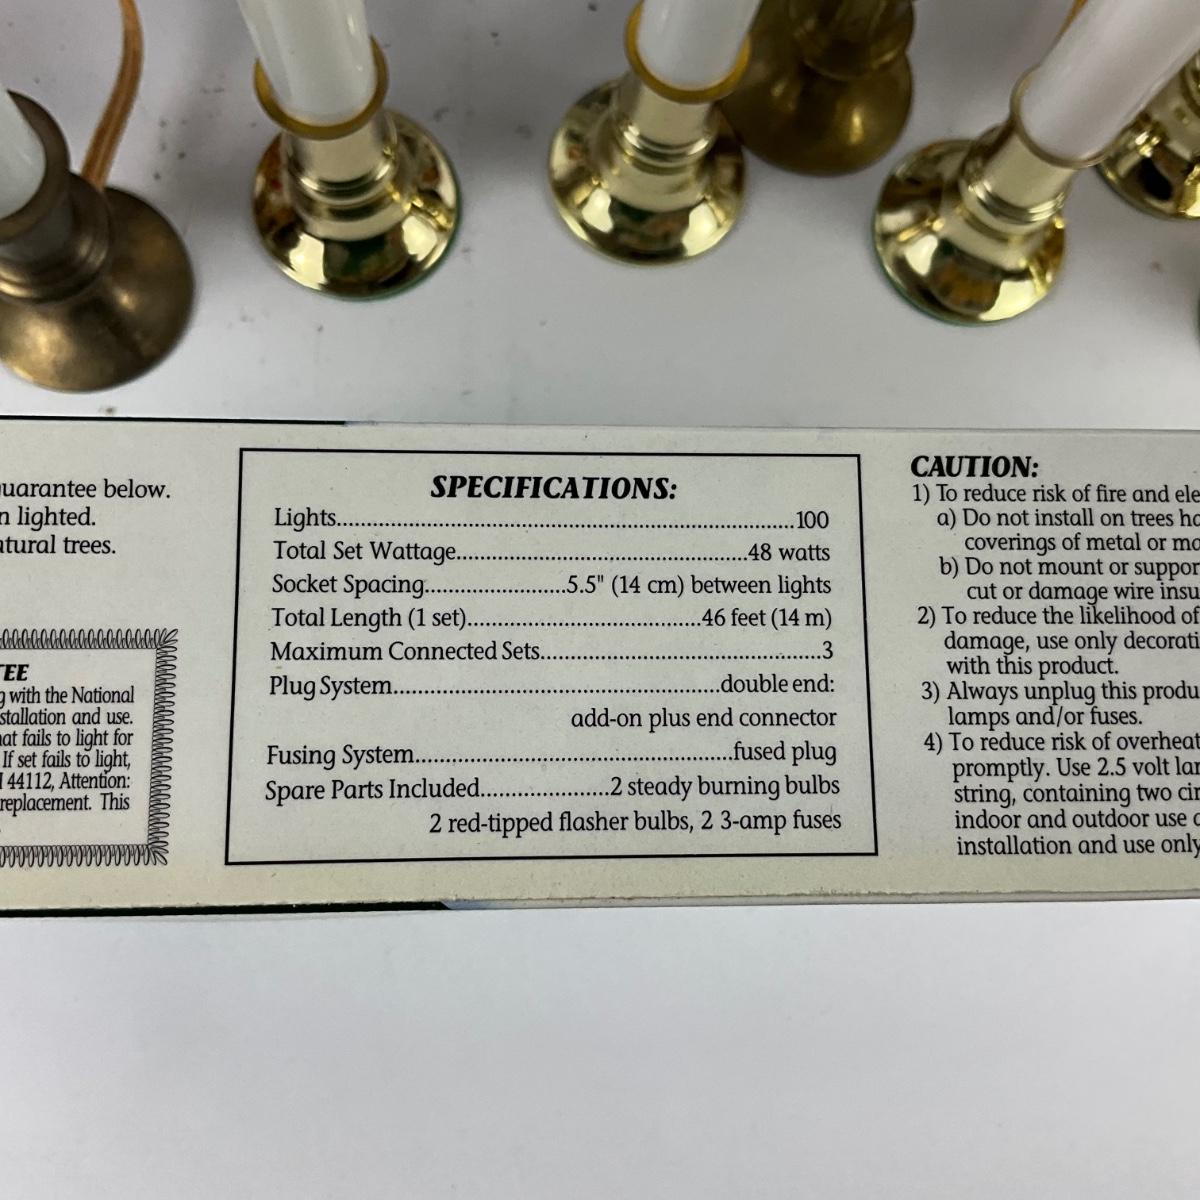 uarantee below.
n lighted.
atural trees.
TEE
g with the National
stallation and use.
hat fails to light for
If set fails to light,
44112, Attention:
replacement. This
SPECIFICATIONS:
Lights..........100
Total Set Wattage..........48 watts
Socket Spacing..........5.5" (14 cm) between lights
Total Length (1 set)..........46 feet (14 m)
Maximum Connected Sets..........3
Plug System..........double end:
add-on plus end connector
Fusing System..........fused plug
Spare Parts Included..........2 steady burning bulbs
2 red-tipped flasher bulbs, 2 3-amp fuses
CAUTION:
1) To reduce risk of fire and ele
a) Do not install on trees ha
coverings of metal or ma
b) Do not mount or suppor
cut or damage wire insu
2) To reduce the likelihood of
damage, use only decorati
with this product.
3) Always unplug this produ
lamps and/or fuses.
4) To reduce risk of overheat
promptly. Use 2.5 volt lam
string, containing two cir
indoor and outdoor use
installation and use only